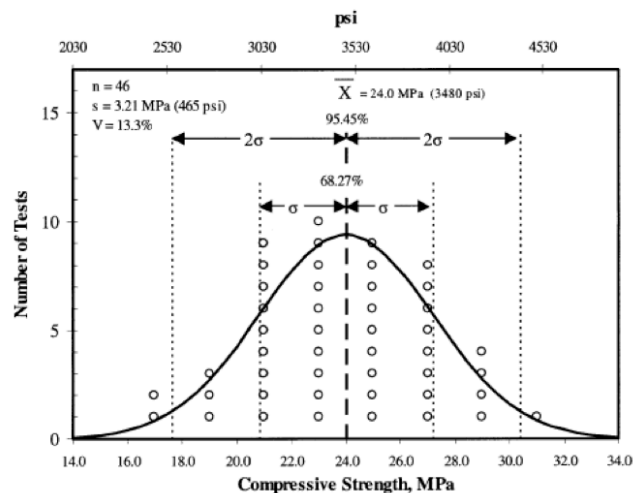 psi
2030 2530 3030 3530 4030 4530
n = 46
s = 3.21 MPa (465 psi)
V = 13.3%
X̅ = 24.0 MPa (3480 psi)
95.45%
2σ 2σ
68.27%
σ σ
15
10
5
0
Number of Tests
14.0 16.0 18.0 20.0 22.0 24.0 26.0 28.0 30.0 32.0 34.0
Compressive Strength, MPa